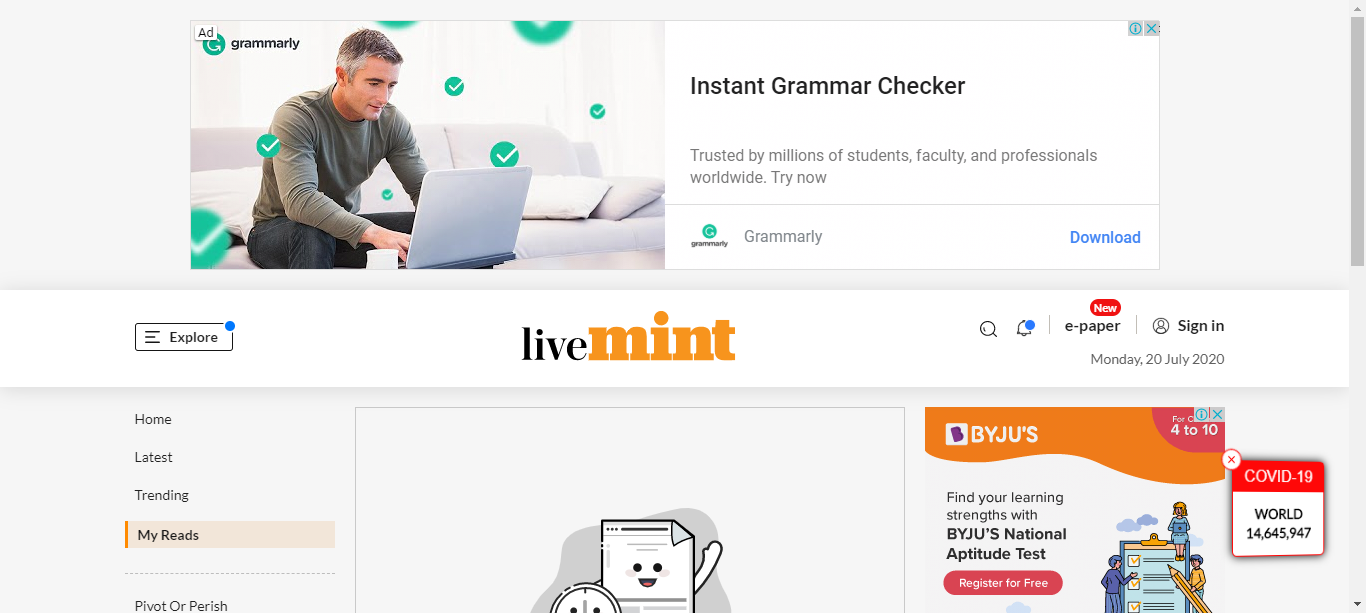 Ad
grammarly
Instant Grammar Checker
Trusted by millions of students, faculty, and professionals
worldwide. Try now
grammarly
Grammarly
Download
Explore
livemint
New
e-paper
Sign in
Monday, 20 July 2020
Home
Latest
Trending
My Reads
Pivot Or Perish
BYJU'S
For C
4 to 10
Find your learning
strengths with
BYJU'S National
Aptitude Test
Register for Free
COVID-19
WORLD
14,645,947